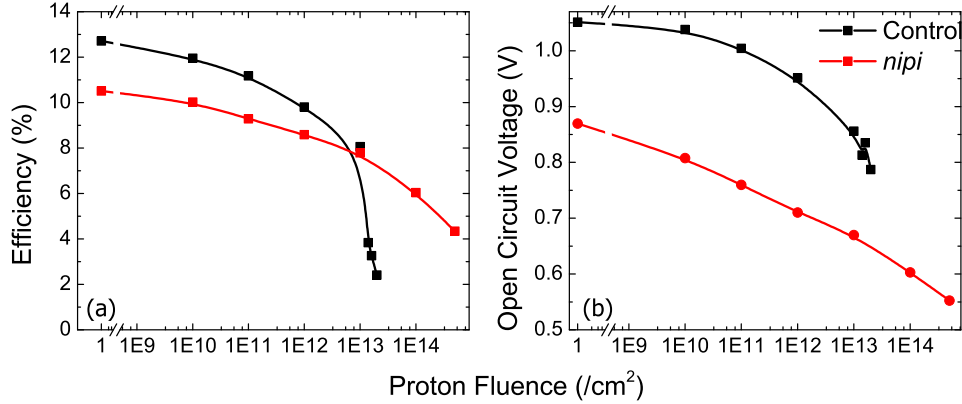 14
12
10
8
6
4
2
0
Efficiency (%)
(a)
1 1E9 1E10 1E11 1E12 1E13 1E14
1.0
0.9
0.8
0.7
0.6
0.5
Open Circuit Voltage (V)
Control
nipi
(b)
1 1E9 1E10 1E11 1E12 1E13 1E14
Proton Fluence (/cm²)